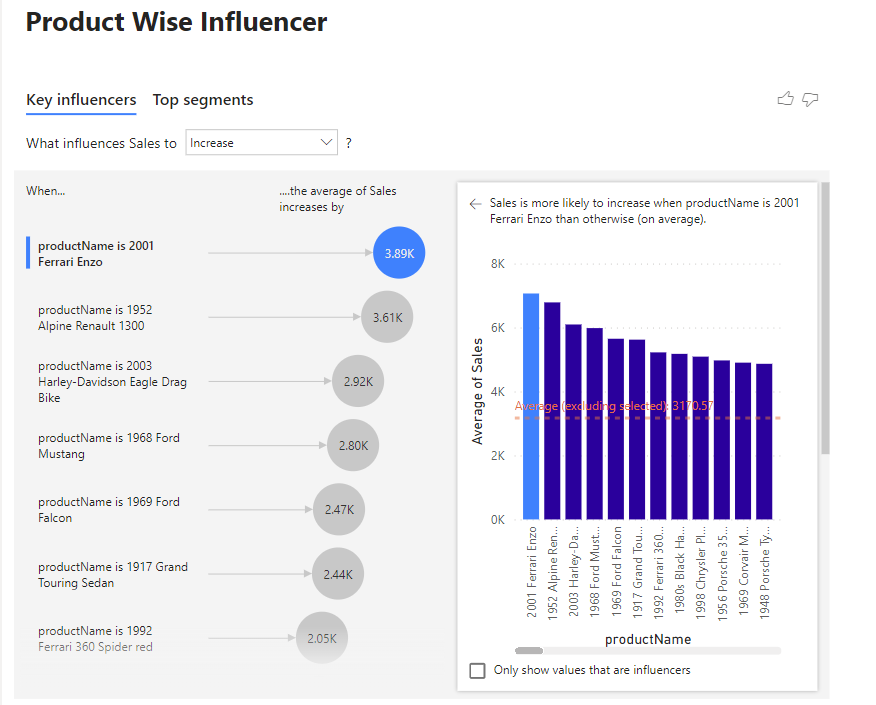 Product Wise Influencer
Key influencers Top segments
What influences Sales to Increase ?
When...
....the average of Sales
increases by
productName is 2001
Ferrari Enzo
3.89K
productName is 1952
Alpine Renault 1300
3.61K
productName is 2003
Harley-Davidson Eagle Drag
Bike
2.92K
productName is 1968 Ford
Mustang
2.80K
productName is 1969 Ford
Falcon
2.47K
productName is 1917 Grand
Touring Sedan
2.44K
productName is 1992
Ferrari 360 Spider red
2.05K
Sales is more likely to increase when productName is 2001
Ferrari Enzo than otherwise (on average).
8K
6K
4K
2K
0K
Average of Sales
Average (excluding selected): 3170.57
2001 Ferrari Enzo
1952 Alpine Ren...
2003 Harley-Da...
1968 Ford Must...
1969 Ford Falcon
1917 Grand Tou...
1992 Ferrari 360...
1980s Black Ha...
1998 Chrysler Pl...
1956 Porsche 35...
1969 Corvair M...
1948 Porsche Ty...
productName
Only show values that are influencers